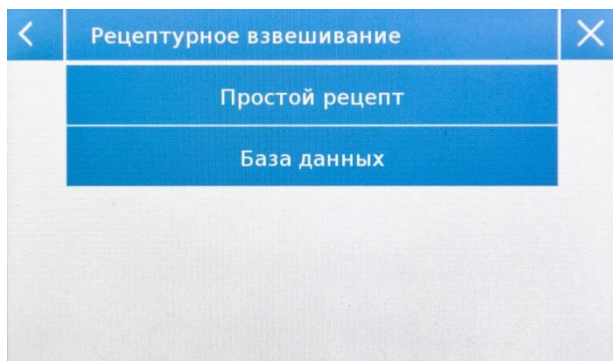 Рецептурное взвешивание
Простой рецепт
База данных